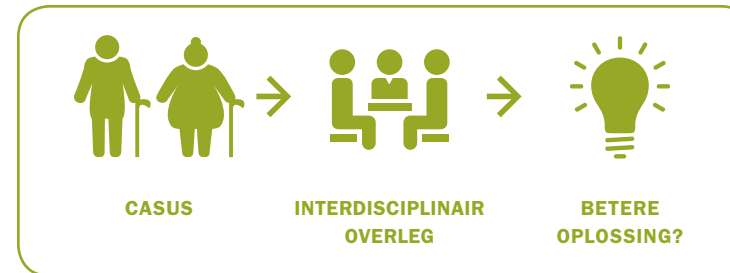 CASUS
INTERDISCIPLINAIR
OVERLEG
BETERE
OPLOSSING?